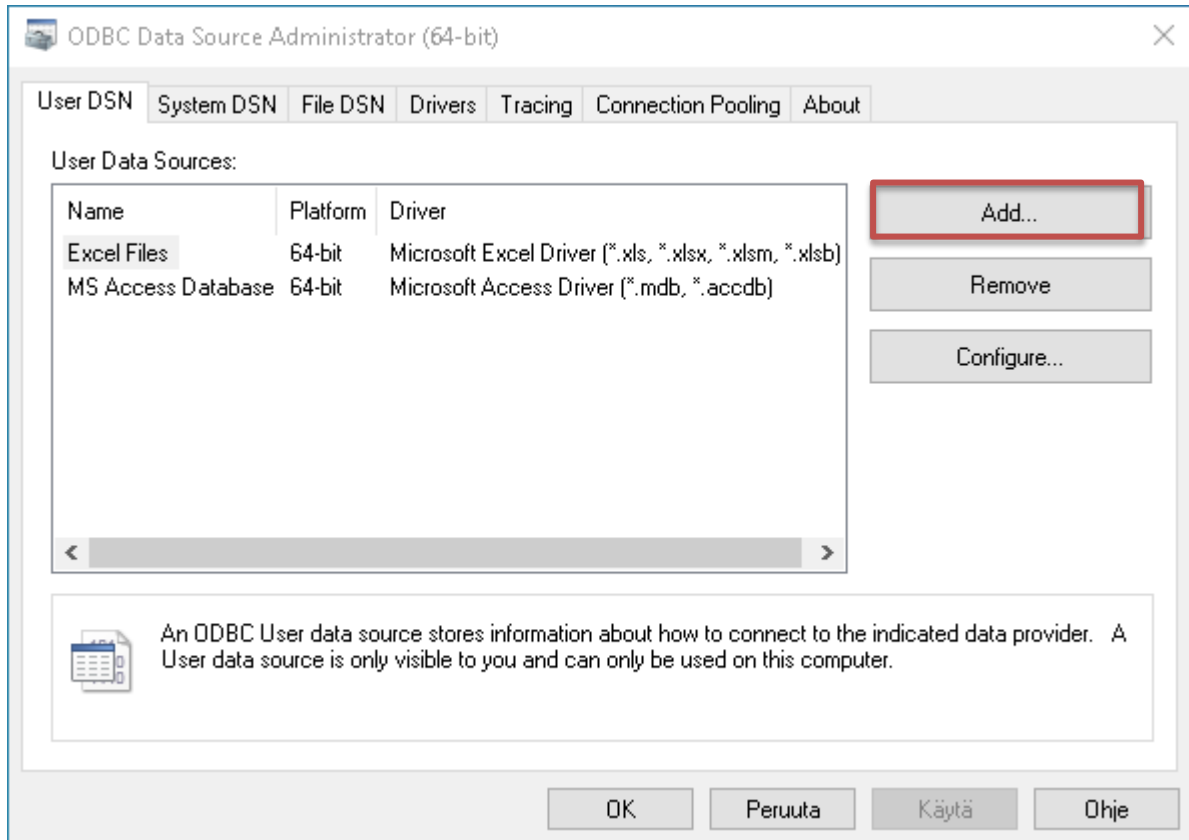 ODBC Data Source Administrator (64-bit)
User DSN System DSN File DSN Drivers Tracing Connection Pooling About
User Data Sources:
Name Platform Driver
Excel Files 64-bit Microsoft Excel Driver (*.xls, *.xlsx, *.xlsm, *.xlsb)
MS Access Database 64-bit Microsoft Access Driver (*.mdb, *.accdb)
Add...
Remove
Configure...
An ODBC User data source stores information about how to connect to the indicated data provider. A
User data source is only visible to you and can only be used on this computer.
OK Peruuta Käytä Ohje